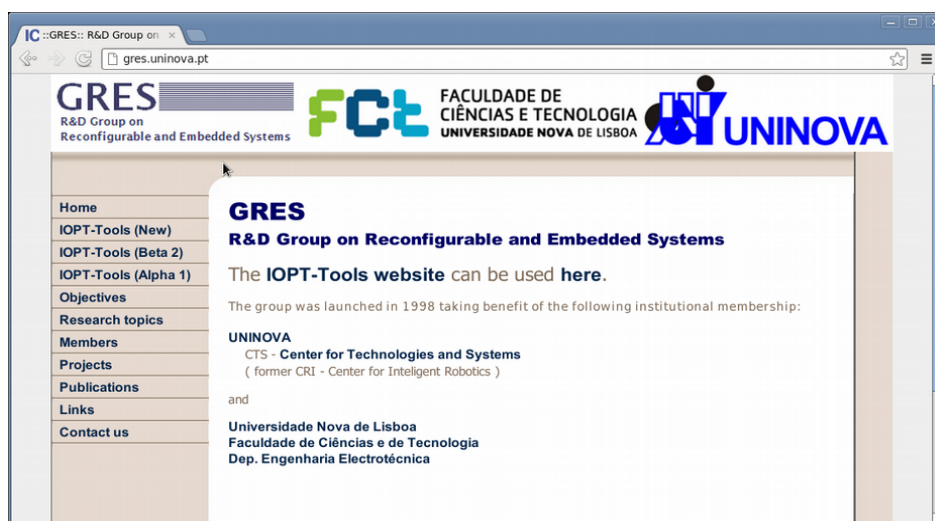 ::GRES:: R&D Group on
gres.uninova.pt
GRES
R&D Group on
Reconfigurable and Embedded Systems
FCt
FACULDADE DE
CIÊNCIAS E TECNOLOGIA
UNIVERSIDADE NOVA DE LISBOA
UNINOVA
Home
IOPT-Tools (New)
IOPT-Tools (Beta 2)
IOPT-Tools (Alpha 1)
Objectives
Research topics
Members
Projects
Publications
Links
Contact us
GRES
R&D Group on Reconfigurable and Embedded Systems
The IOPT-Tools website can be used here.
The group was launched in 1998 taking benefit of the following institutional membership:
UNINOVA
CTS - Center for Technologies and Systems
( former CRI - Center for Inteligent Robotics )
and
Universidade Nova de Lisboa
Faculdade de Ciências e de Tecnologia
Dep. Engenharia Electrotécnica